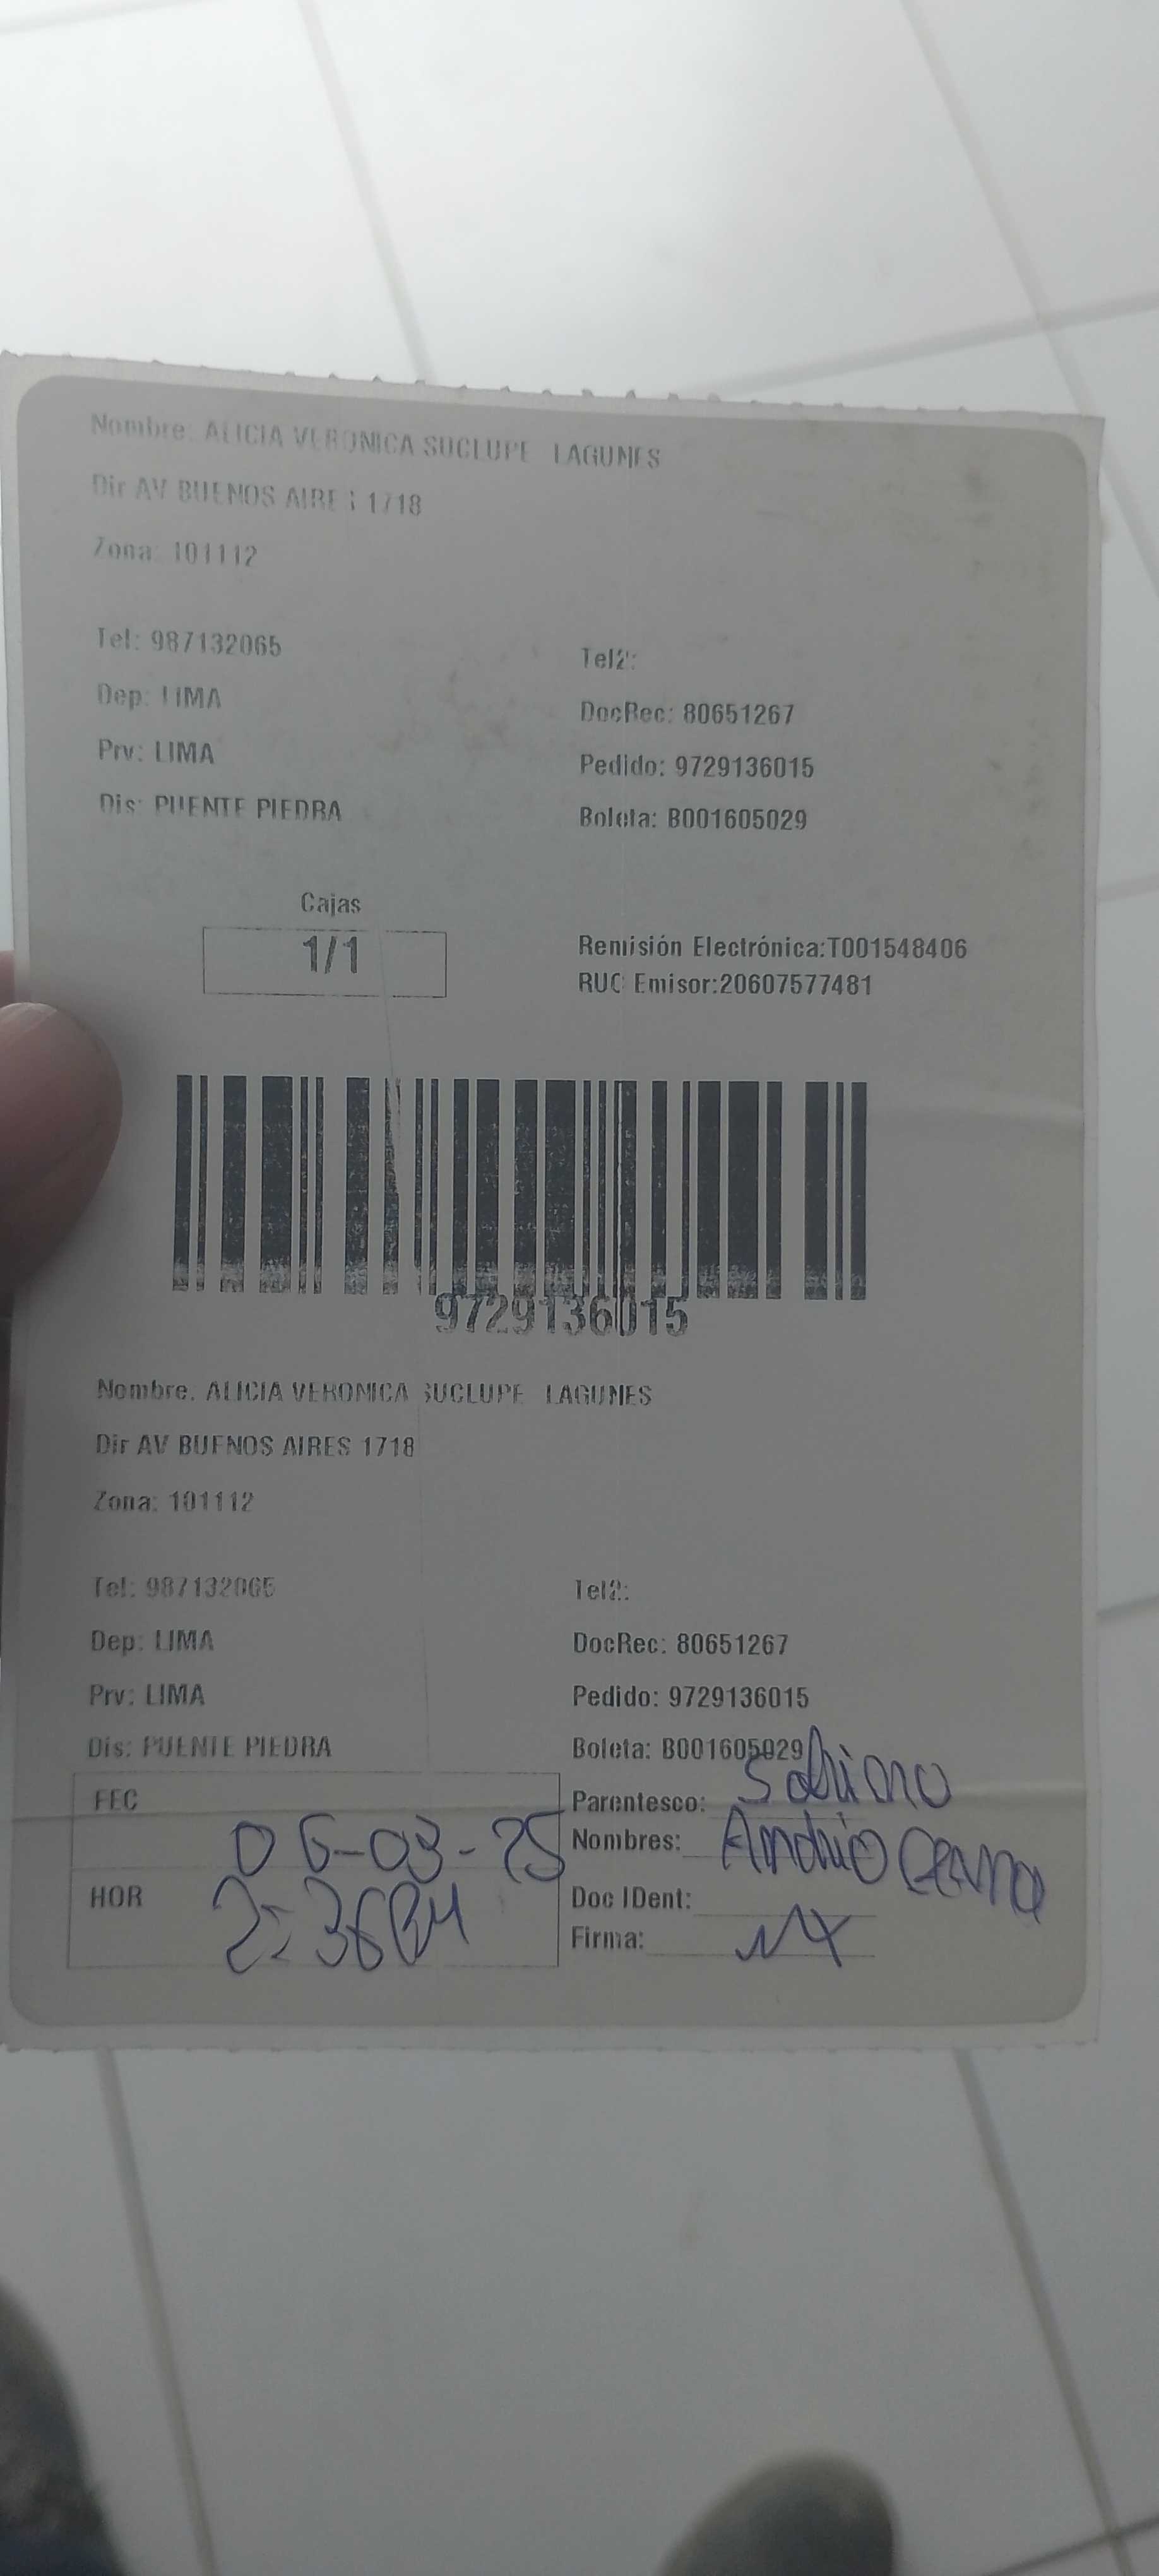 Nombre: ALICIA VERONICA SUCLUPE LAGUNES
Dir AV BUENOS AIRES 1718
Zona: 101112
Tel: 987132065
Tel2:
Dep: LIMA
DocRec: 80651267
Prv: LIMA
Pedido: 9729136015
Dis: PUENTE PIEDRA
Boleta: B001605029
Cajas
1/1
Remisión Electrónica:T001548406
RUC Emisor:20607577481
9729136015
Nombre: ALICIA VERONICA SUCLUPE LAGUNES
Dir AV BUENOS AIRES 1718
Zona: 101112
Tel: 987132065
Tel2:
Dep: LIMA
DocRec: 80651267
Prv: LIMA
Pedido: 9729136015
Dis: PUENTE PIEDRA
Boleta: B001605029
FEC 06-03-25
Parentesco: Sobrino
Nombres:
HOR 2:36
Doc IDent:
Firma: